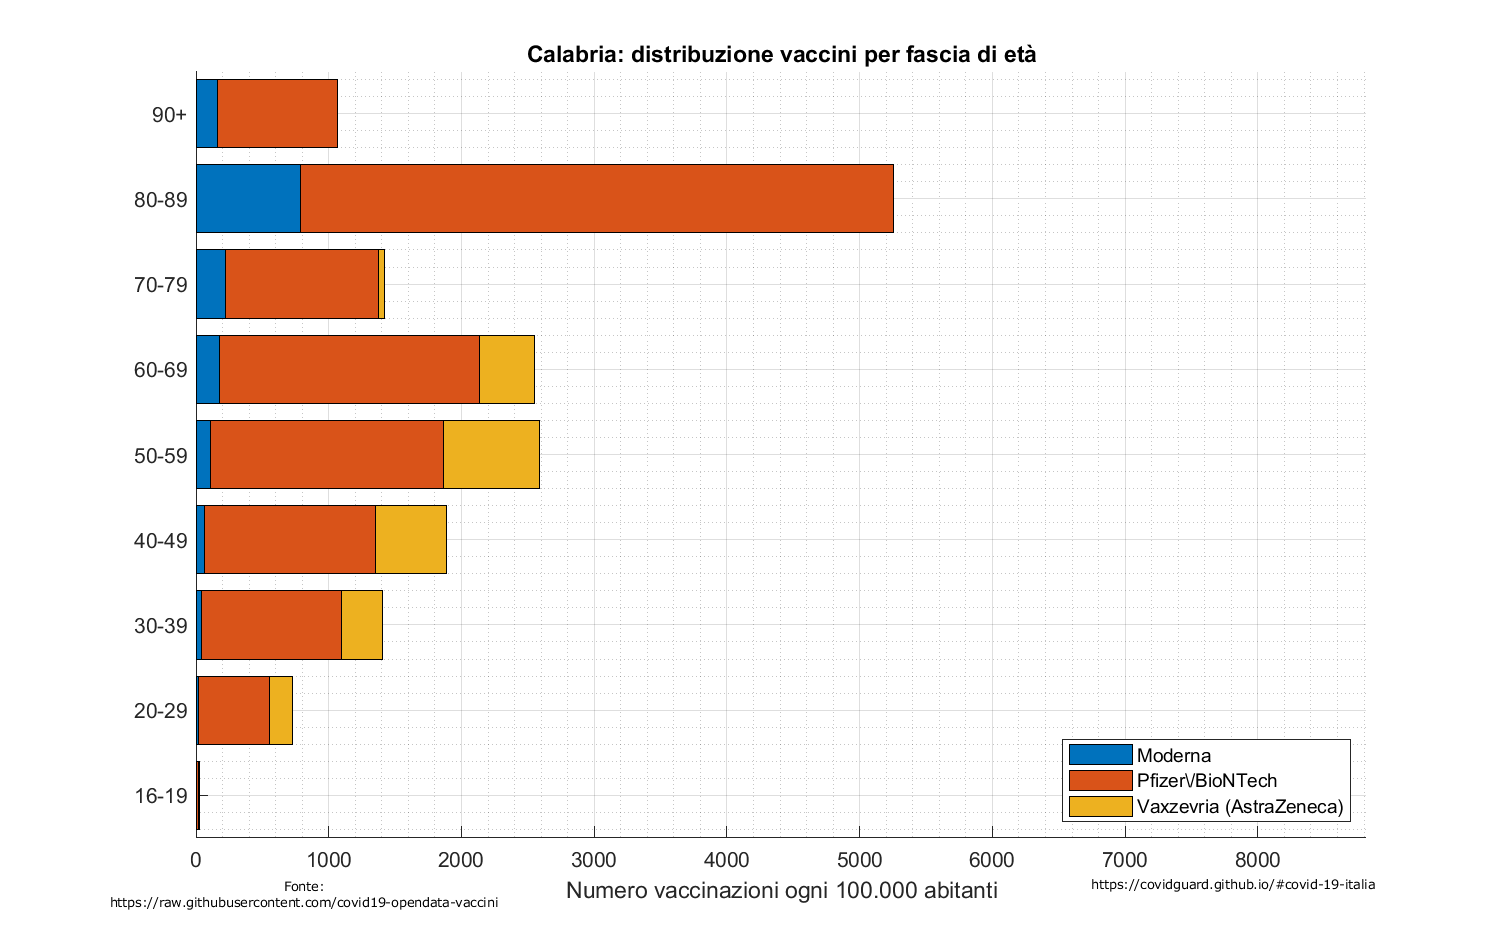 Calabria: distribuzione vaccini per fascia di età
90+
80-89
70-79
60-69
50-59
40-49
30-39
20-29
16-19
Moderna
Pfizer\/BioNTech
Vaxzevria (AstraZeneca)
0 1000 2000 3000 4000 5000 6000 7000 8000
Numero vaccinazioni ogni 100.000 abitanti
Fonte:
https://raw.githubusercontent.com/covid19-opendata-vaccini
https://covidguard.github.io/#covid-19-italia